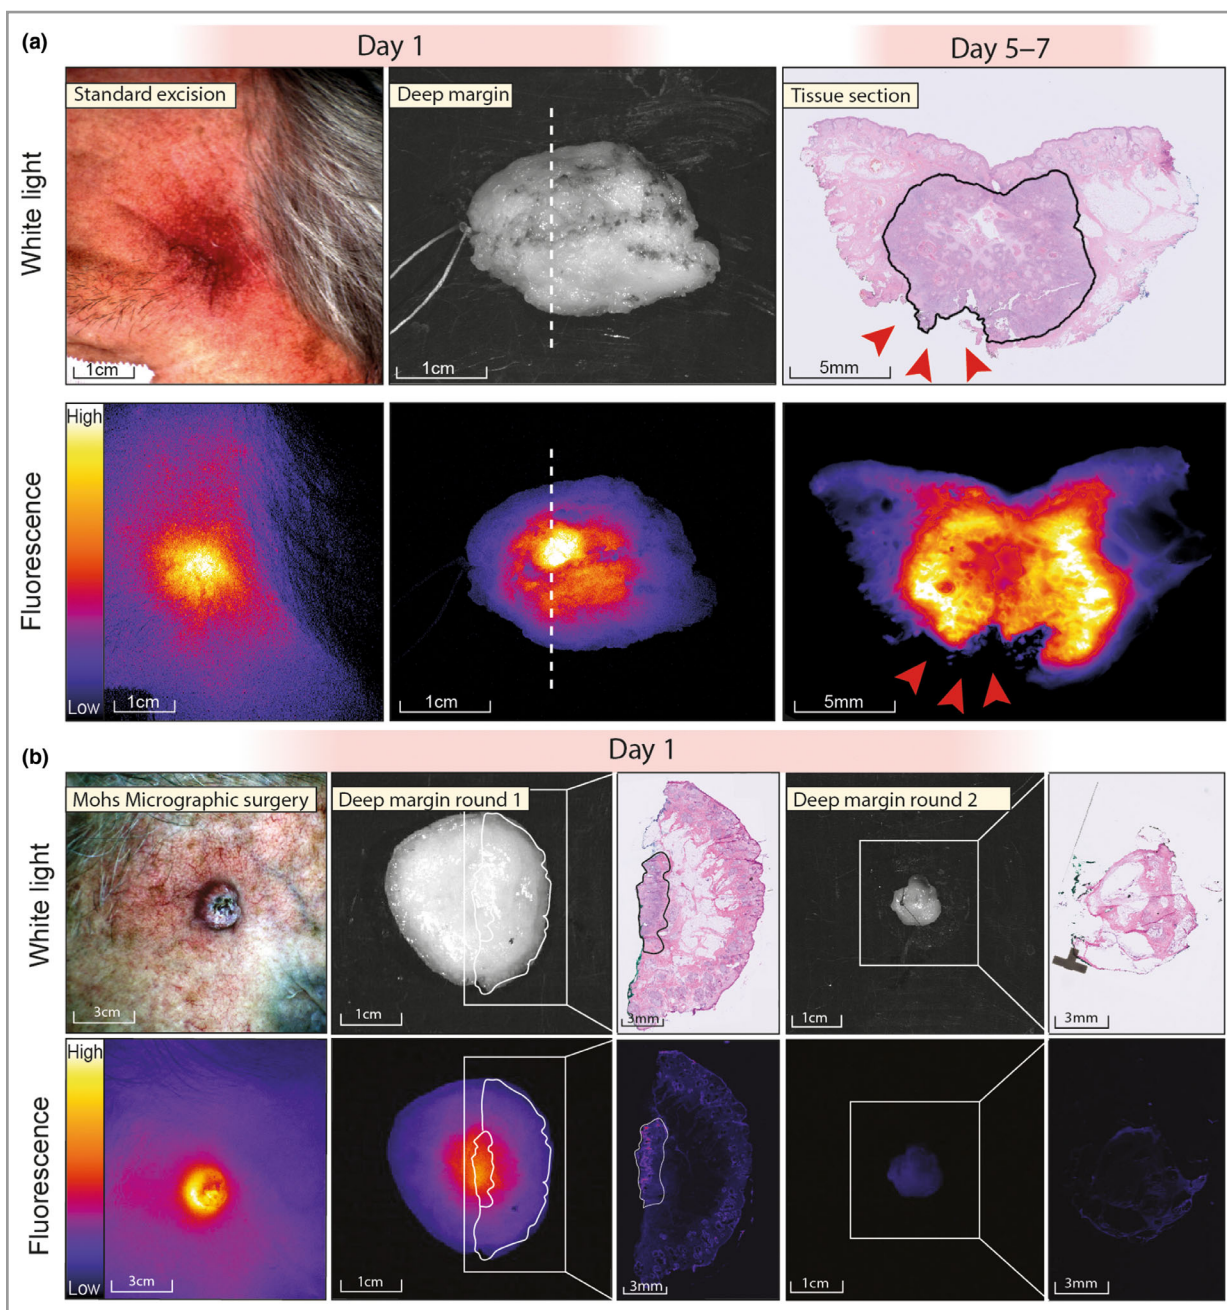 (a)
Day 1
Day 5–7
White light
Standard excision
1cm
Deep margin
1cm
Tissue section
5mm
Fluorescence
High
Low
1cm
1cm
5mm
(b)
Day 1
White light
Mohs Micrographic surgery
3cm
Deep margin round 1
1cm
3mm
Deep margin round 2
1cm
3mm
Fluorescence
High
Low
3cm
1cm
3mm
1cm
3mm